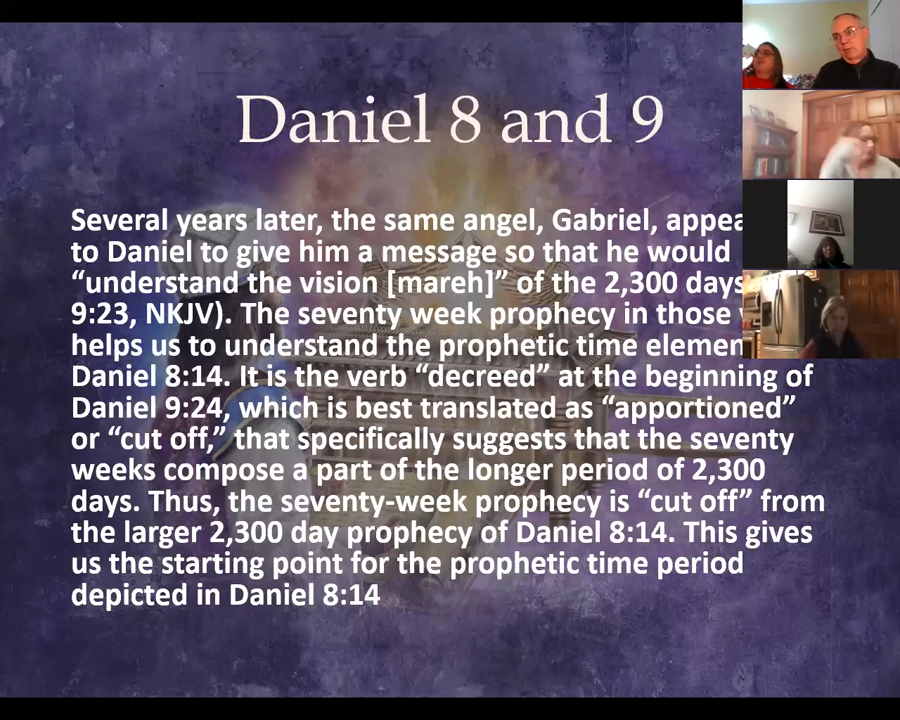 Daniel 8 and 9
Several years later, the same angel, Gabriel,
to Daniel to give him a message so that he would
“understand the vision [mareh]” of the 2,300 days
9:23, NKJV). The seventy week prophecy in those
helps us to understand the prophetic time
Daniel 8:14. It is the verb “decreed” at the beginning of
Daniel 9:24, which is best translated as “apportioned”
or “cut off,” that specifically suggests that the seventy
weeks compose a part of the longer period of 2,300
days. Thus, the seventy-week prophecy is “cut off” from
the larger 2,300 day prophecy of Daniel 8:14. This gives
us the starting point for the prophetic time period
depicted in Daniel 8:14